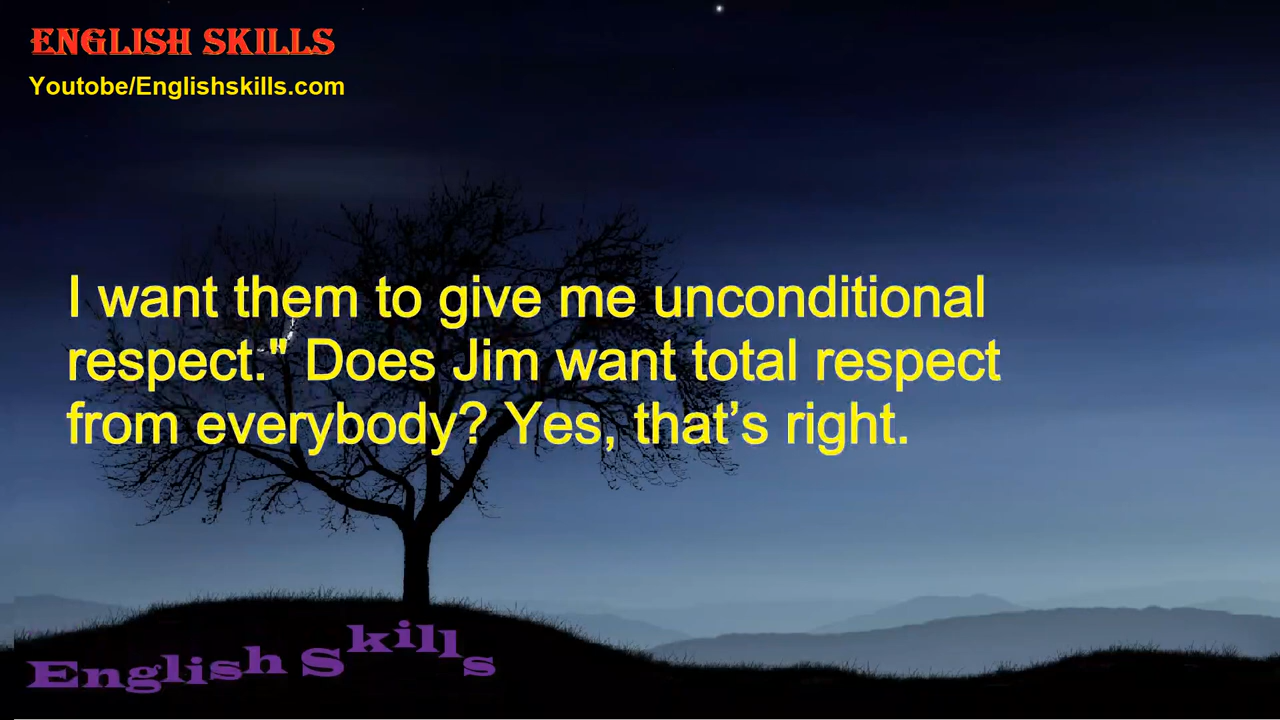 ENGLISH SKILLS
Youtobe/Englishskills.com
I want them to give me unconditional
respect." Does Jim want total respect
from everybody? Yes, that’s right.
English Skills